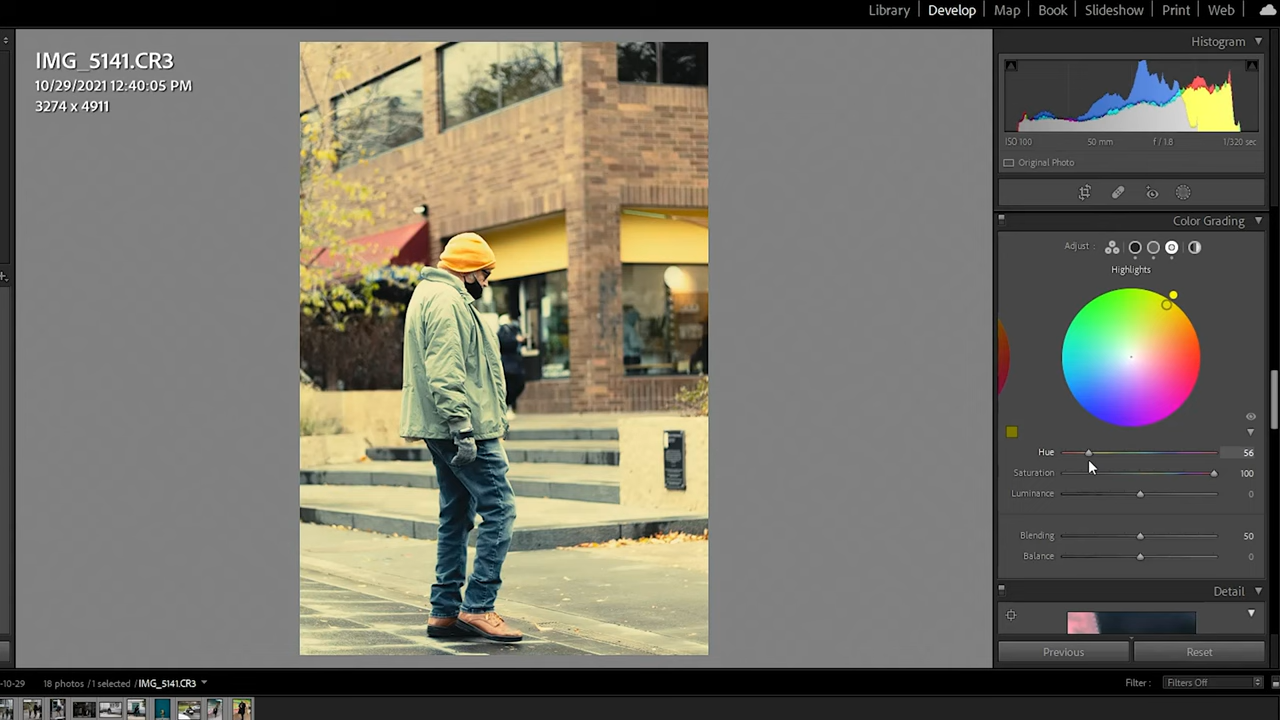 Library Develop Map Book Slideshow Print Web
IMG_5141.CR3
10/29/2021 12:40:05 PM
3274 x 4911
Histogram
ISO 100 50 mm f / 1.8 1/320 sec
Original Photo
Color Grading
Adjust :
Highlights
Hue 56
Saturation 100
Luminance 0
Blending 50
Balance 0
Detail
Previous Reset
-10-29 18 photos / 1 selected / IMG_5141.CR3
Filter : Filters Off